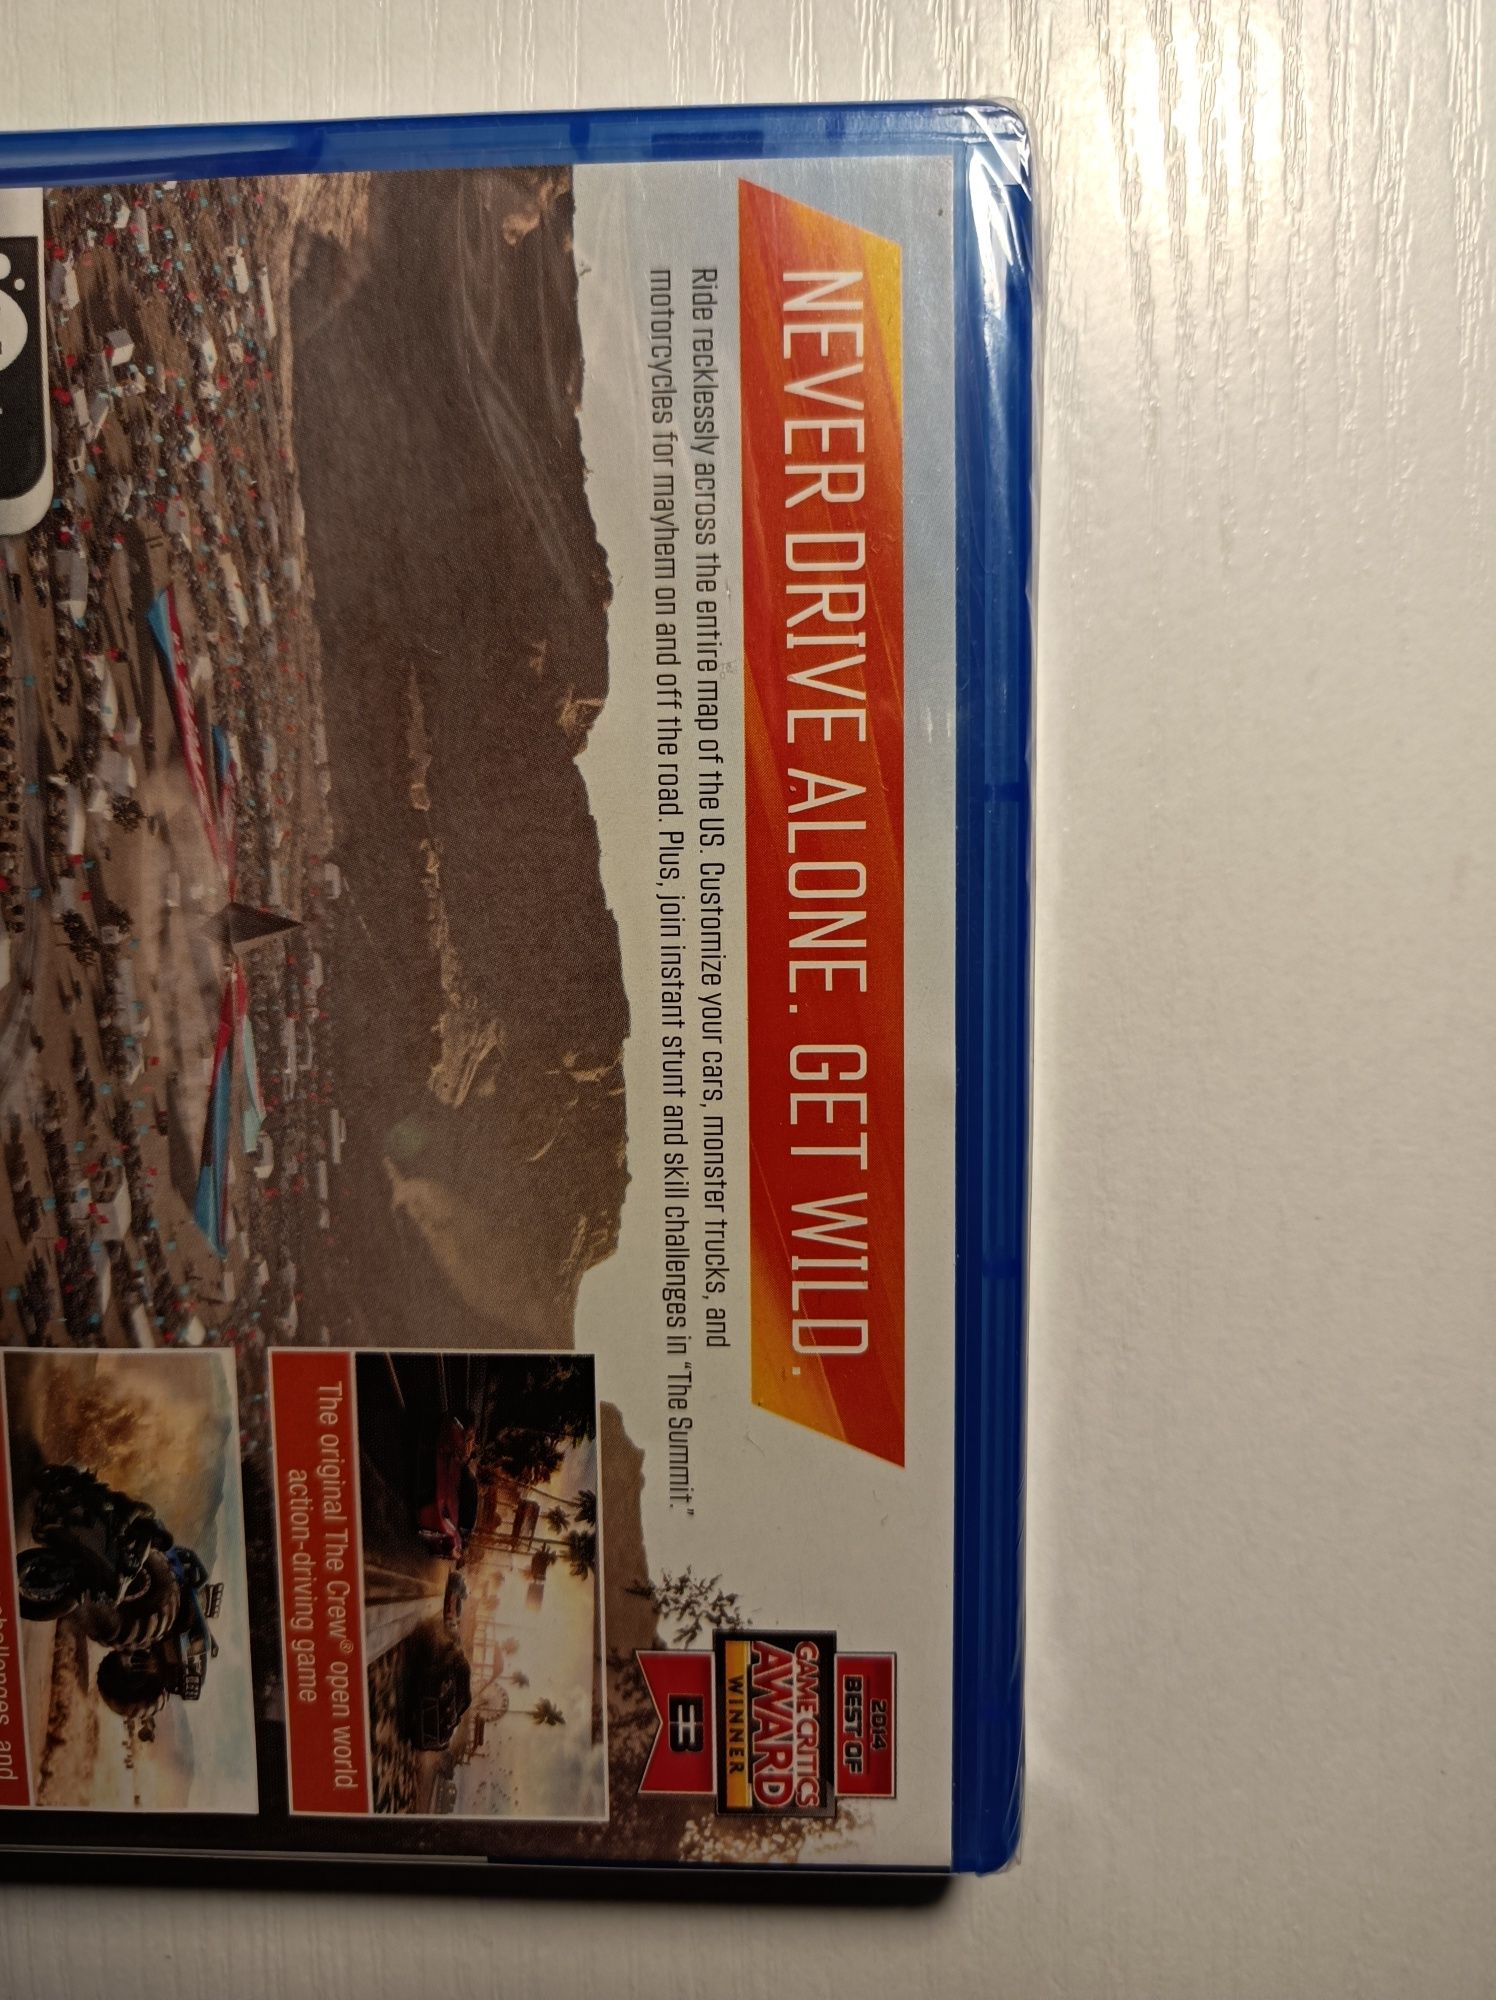 NEVER DRIVE ALONE. GET WILD.
Ride recklessly across the entire map of the US. Customize your cars, monster trucks, and
motorcycles for mayhem on and off the road. Plus, join instant stunt and skill challenges in “The Summit.”
2014
BEST OF
GAME CRITICS
AWARD
WINNER
E3
The original The Crew® open world
action-driving game
challenges and